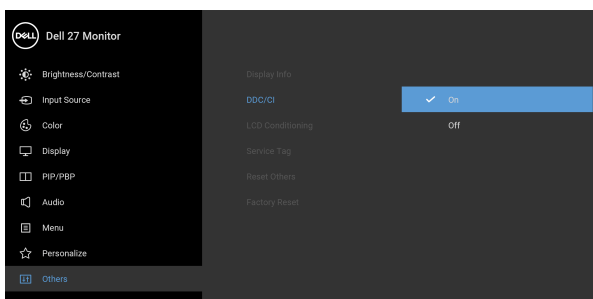 DELL Dell 27 Monitor
Brightness/Contrast
Input Source
Color
Display
PIP/PBP
Audio
Menu
Personalize
Others
Display Info
DDC/CI
LCD Conditioning
Service Tag
Reset Others
Factory Reset
On
Off